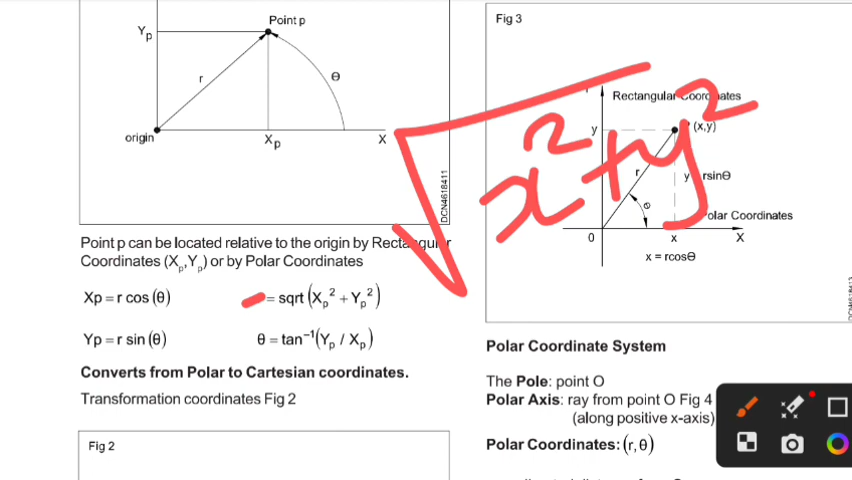 Point p
Yp
r
θ
origin
Xp
X
DCN4618411
Point p can be located relative to the origin by Rectangular
Coordinates (Xp,Yp) or by Polar Coordinates
Xp = r cos (θ)
= sqrt (Xp² + Yp²)
Yp = r sin (θ)
θ = tan⁻¹(Yp / Xp)
Converts from Polar to Cartesian coordinates.
Transformation coordinates Fig 2
Fig 2
Fig 3
Rectangular Coordinates
y
(x,y)
r
y
rsinθ
θ
Polar Coordinates
0
x
X
x = rcosθ
√x²+y²
Polar Coordinate System
The Pole: point O
Polar Axis: ray from point O Fig 4
(along positive x-axis)
Polar Coordinates: (r, θ)